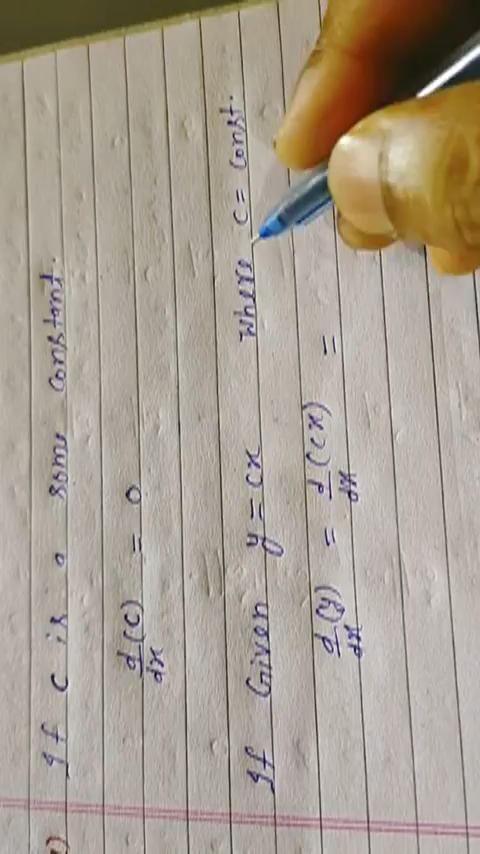 If C is a some constant.
d/dx (C) = 0
If Given y = cx where c = const.
d/dx (y) = d/dx (cx) =